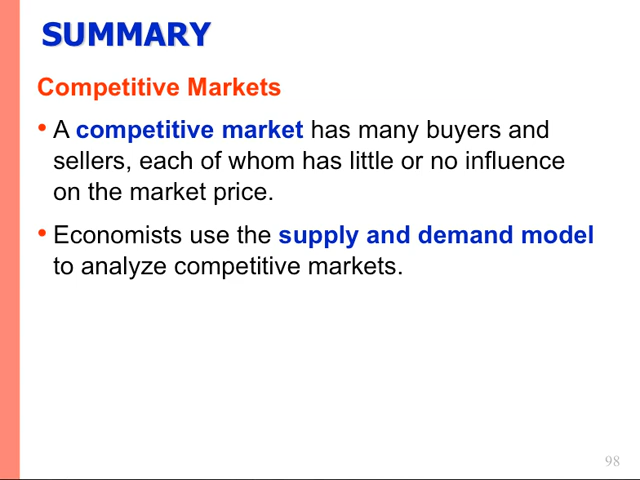 SUMMARY
Competitive Markets
• A competitive market has many buyers and
sellers, each of whom has little or no influence
on the market price.
• Economists use the supply and demand model
to analyze competitive markets.
98